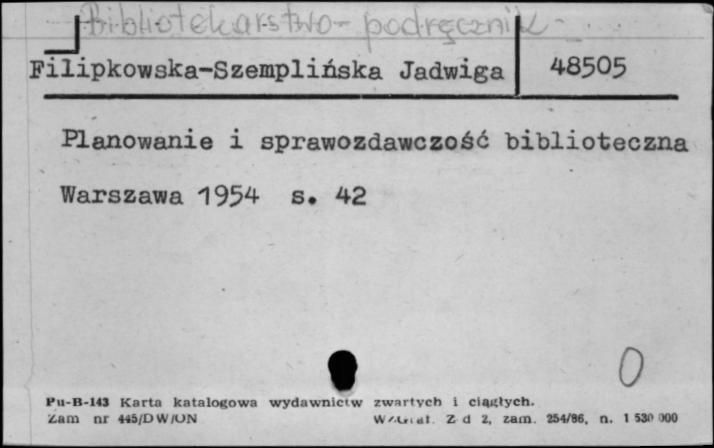 Bibliotekarstwo - podręcznik -
Filipkowska-Szemplińska Jadwiga 48505
Planowanie i sprawozdawczość biblioteczna
Warszawa 1954 s. 42
0
Pu-B-143 Karta katalogowa wydawnictw zwartych i ciągłych.
Zam nr 445/DW/UN Z d 2, zam. 254/86, n. 1 530 000